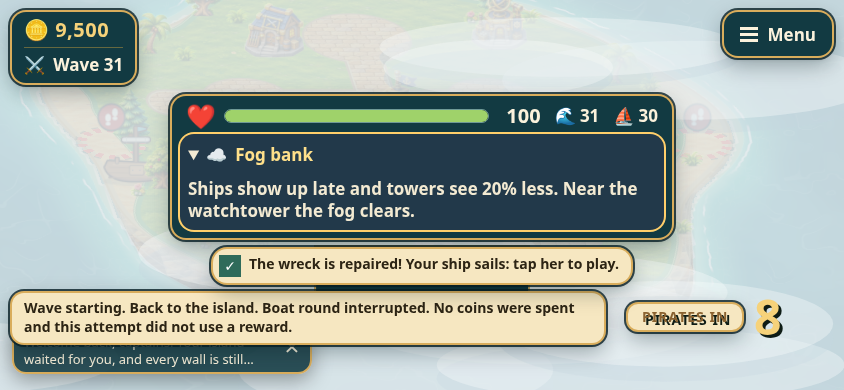 9,500
Wave 31
Menu
100 31 30
Fog bank
Ships show up late and towers see 20% less. Near the
watchtower the fog clears.
The wreck is repaired! Your ship sails: tap her to play.
Wave starting. Back to the island. Boat round interrupted. No coins were spent
and this attempt did not use a reward.
PIRATES IN
8
waited for you, and every wall is still...